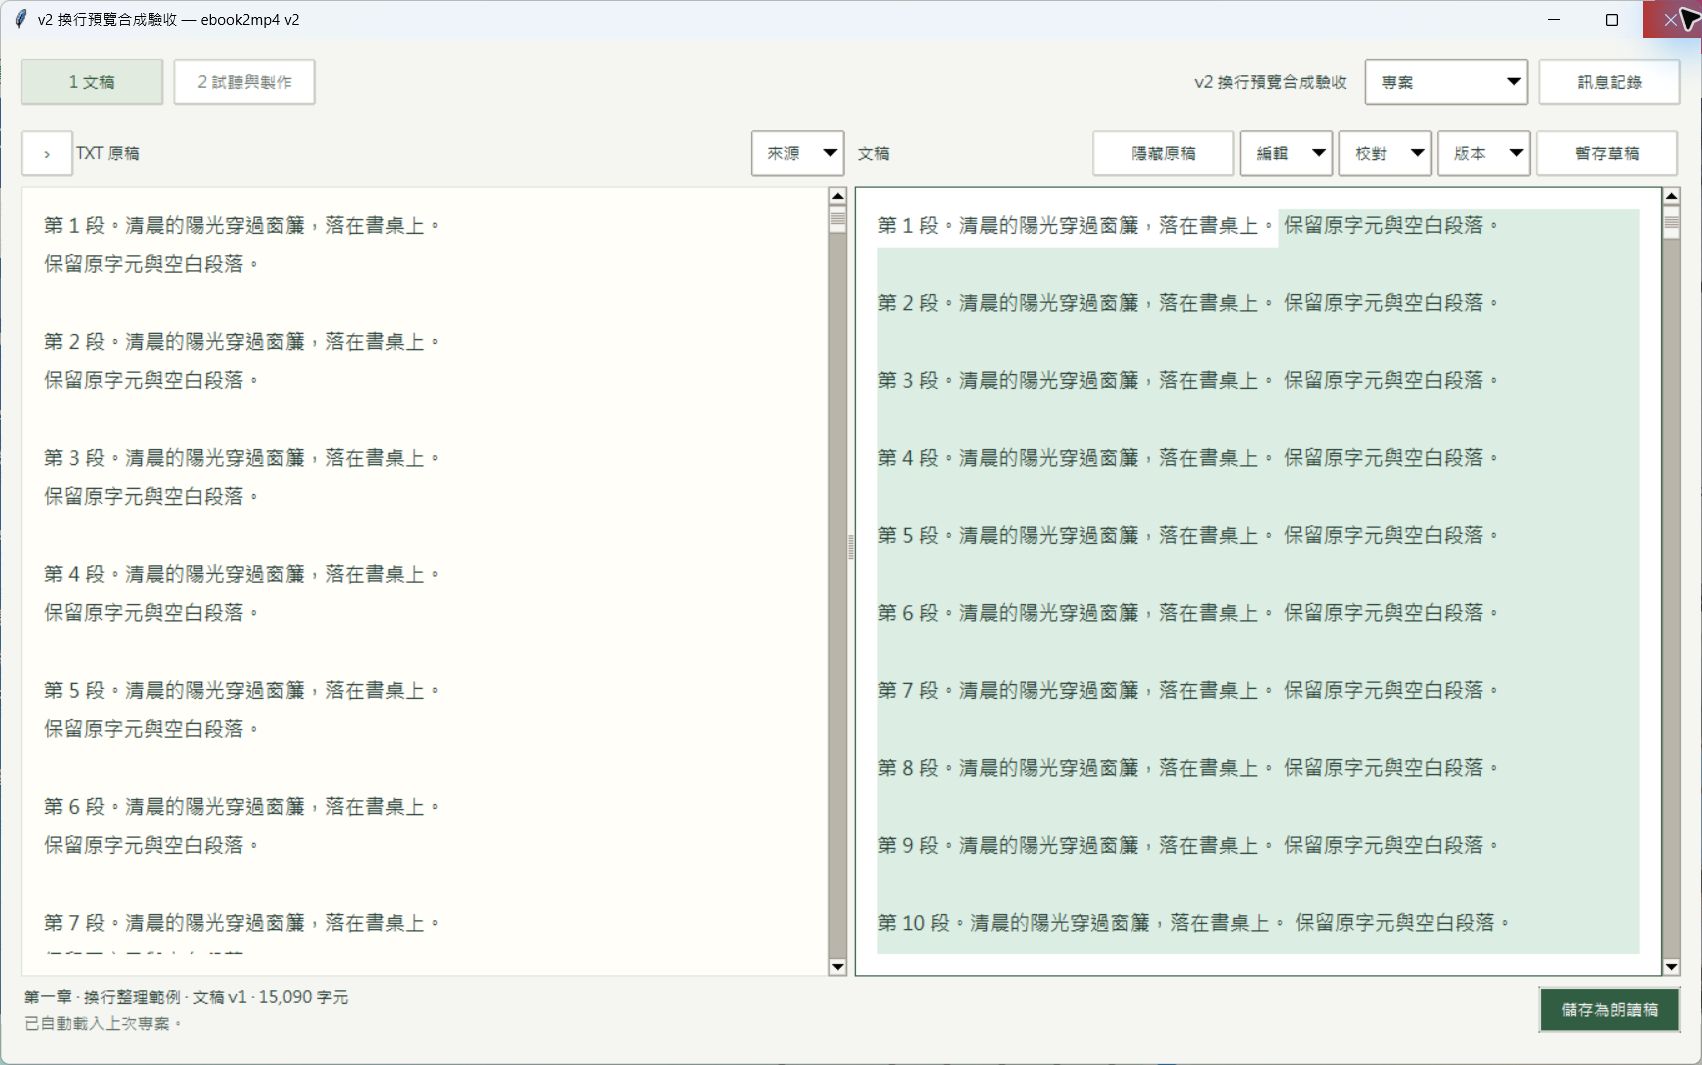 v2 換行預覽合成驗收 — ebook2mp4 v2
1 文稿
2 試聽與製作
v2 換行預覽合成驗收
專案
訊息記錄
›
TXT 原稿
來源
文稿
隱藏原稿
編輯
校對
版本
暫存草稿
第 1 段。清晨的陽光穿過窗簾，落在書桌上。
保留原字元與空白段落。
第 2 段。清晨的陽光穿過窗簾，落在書桌上。
保留原字元與空白段落。
第 3 段。清晨的陽光穿過窗簾，落在書桌上。
保留原字元與空白段落。
第 4 段。清晨的陽光穿過窗簾，落在書桌上。
保留原字元與空白段落。
第 5 段。清晨的陽光穿過窗簾，落在書桌上。
保留原字元與空白段落。
第 6 段。清晨的陽光穿過窗簾，落在書桌上。
保留原字元與空白段落。
第 7 段。清晨的陽光穿過窗簾，落在書桌上。
第 1 段。清晨的陽光穿過窗簾，落在書桌上。 保留原字元與空白段落。
第 2 段。清晨的陽光穿過窗簾，落在書桌上。 保留原字元與空白段落。
第 3 段。清晨的陽光穿過窗簾，落在書桌上。 保留原字元與空白段落。
第 4 段。清晨的陽光穿過窗簾，落在書桌上。 保留原字元與空白段落。
第 5 段。清晨的陽光穿過窗簾，落在書桌上。 保留原字元與空白段落。
第 6 段。清晨的陽光穿過窗簾，落在書桌上。 保留原字元與空白段落。
第 7 段。清晨的陽光穿過窗簾，落在書桌上。 保留原字元與空白段落。
第 8 段。清晨的陽光穿過窗簾，落在書桌上。 保留原字元與空白段落。
第 9 段。清晨的陽光穿過窗簾，落在書桌上。 保留原字元與空白段落。
第 10 段。清晨的陽光穿過窗簾，落在書桌上。 保留原字元與空白段落。
第一章 · 換行整理範例 · 文稿 v1 · 15,090 字元
已自動載入上次專案。
儲存為朗讀稿